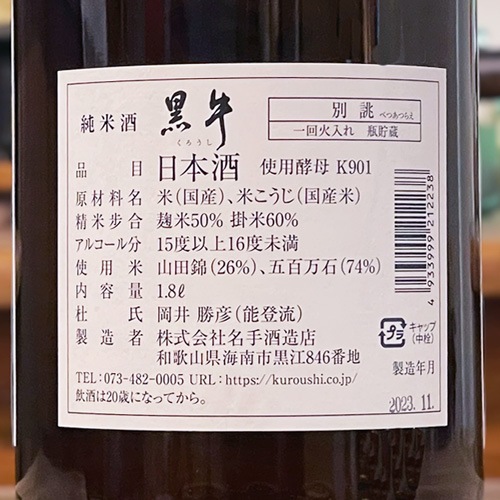 純米酒 黒牛
くろうし
別誂 べつあつらえ
一回火入れ 瓶貯蔵
品目 日本酒 使用酵母 K901
原材料名 米(国産)、米こうじ(国産米)
精米歩合 麹米50% 掛米60%
アルコール分 15度以上16度未満
使用米 山田錦(26%)、五百万石(74%)
内容量 1.8ℓ
杜氏 岡井 勝彦(能登流)
製造者 株式会社名手酒造店
和歌山県海南市黒江846番地
TEL: 073-482-0005 URL: https://kuroushi.co.jp/
飲酒は20歳になってから。
4 933999 212238
プラ
キャップ
(中栓)
製造年月
2023.11.